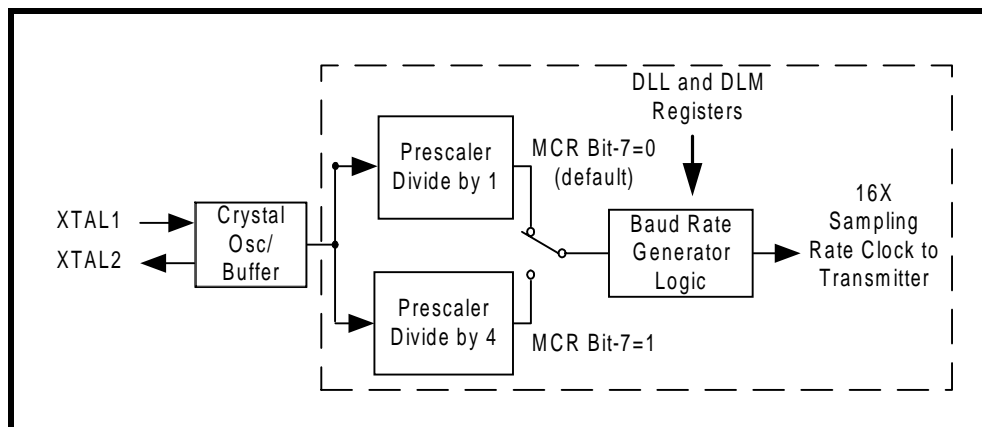 DLL and DLM
Registers
Prescaler
Divide by 1
MCR Bit-7=0
(default)
XTAL1
XTAL2
Crystal
Osc/
Buffer
Baud Rate
Generator
Logic
16X
Sampling
Rate Clock to
Transmitter
Prescaler
Divide by 4
MCR Bit-7=1